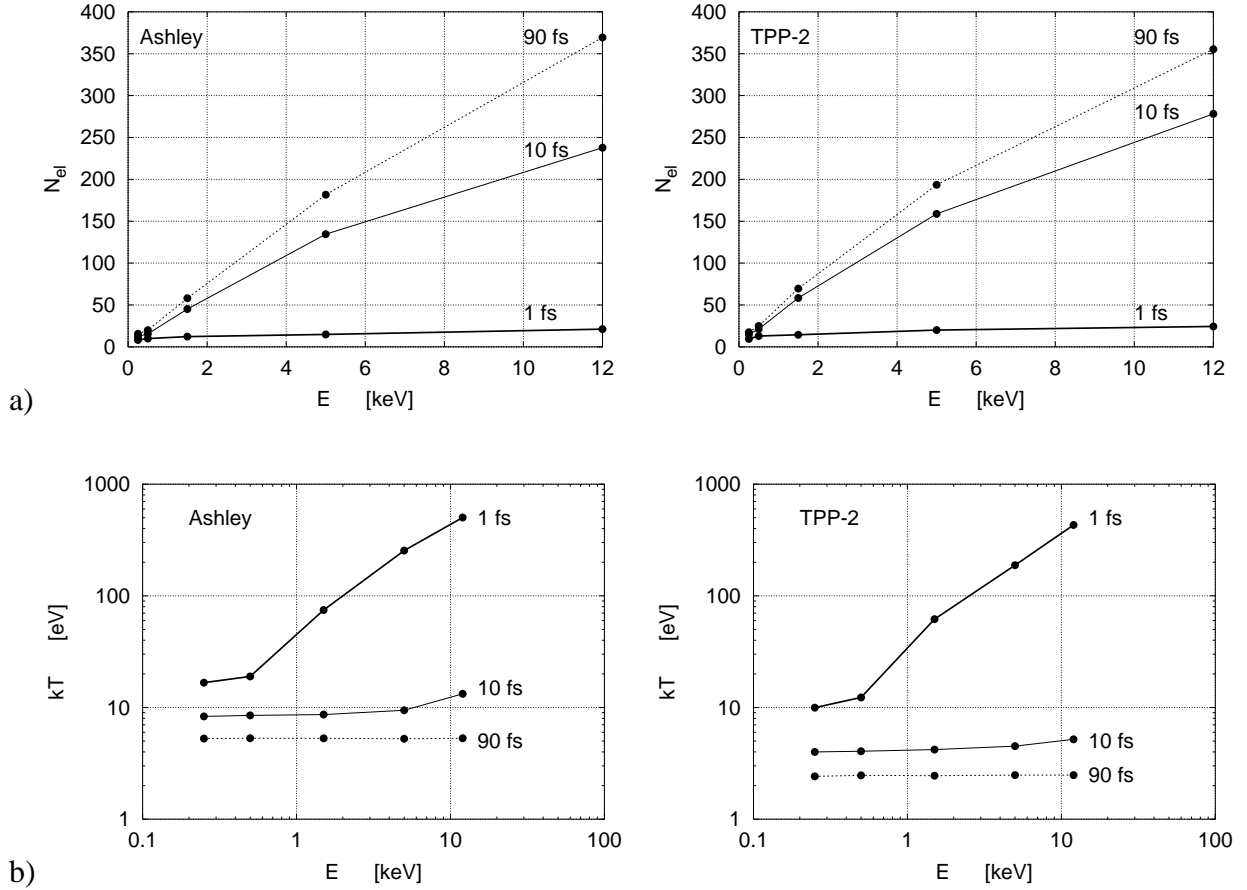 400
350
300
250
200
150
100
50
0
N_el
Ashley
90 fs
10 fs
1 fs
0 2 4 6 8 10 12
E [keV]
400
350
300
250
200
150
100
50
0
N_el
TPP-2
90 fs
10 fs
1 fs
0 2 4 6 8 10 12
E [keV]
a)
1000
100
10
1
kT [eV]
Ashley
1 fs
10 fs
90 fs
0.1 1 10 100
E [keV]
1000
100
10
1
kT [eV]
TPP-2
1 fs
10 fs
90 fs
0.1 1 10 100
E [keV]
b)